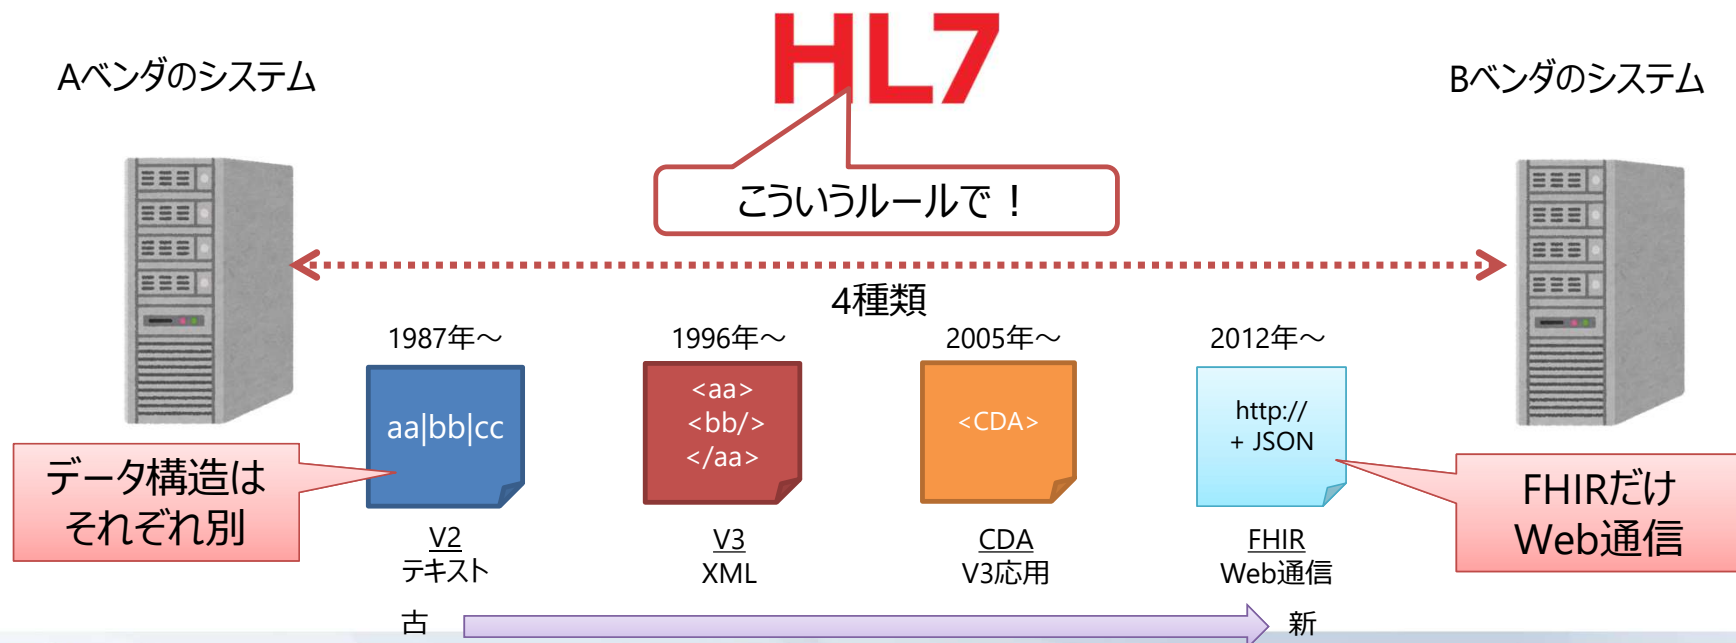 HL7
Aベンダのシステム
Bベンダのシステム
こういうルールで！
4種類
1987年～
1996年～
2005年～
2012年～
aa|bb|cc
<aa>
<bb/>
</aa>
<CDA>
http://
+ JSON
データ構造は
それぞれ別
FHIRだけ
Web通信
V2
テキスト
V3
XML
CDA
V3応用
FHIR
Web通信
古
新